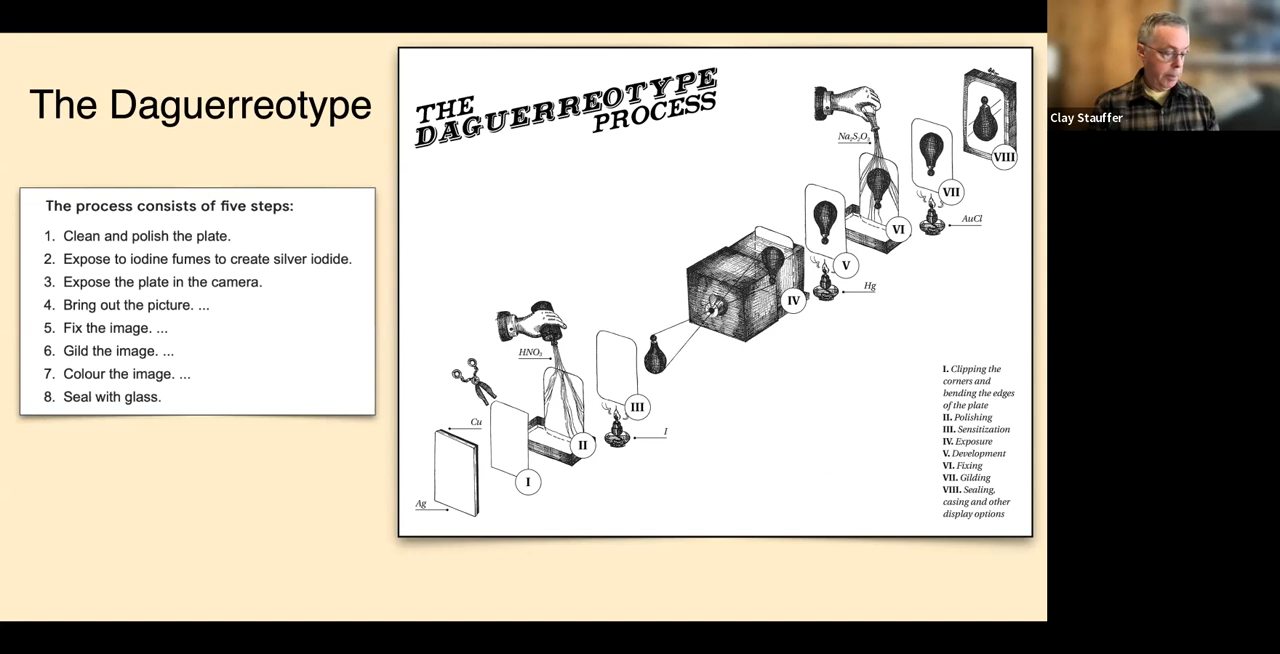 The Daguerreotype
The process consists of five steps:
1. Clean and polish the plate.
2. Expose to iodine fumes to create silver iodide.
3. Expose the plate in the camera.
4. Bring out the picture. ...
5. Fix the image. ...
6. Gild the image. ...
7. Colour the image. ...
8. Seal with glass.
THE
DAGUERREOTYPE
PROCESS
Ag
Cu
I
HNO₃
II
III
I
IV
V
Hg
Na₂S₂O₃
VI
VII
AuCl
VIII
I. Clipping the
corners and
bending the edges
of the plate
II. Polishing
III. Sensitization
IV. Exposure
V. Development
VI. Fixing
VII. Gilding
VIII. Sealing,
casing and other
display options
Clay Stauffer